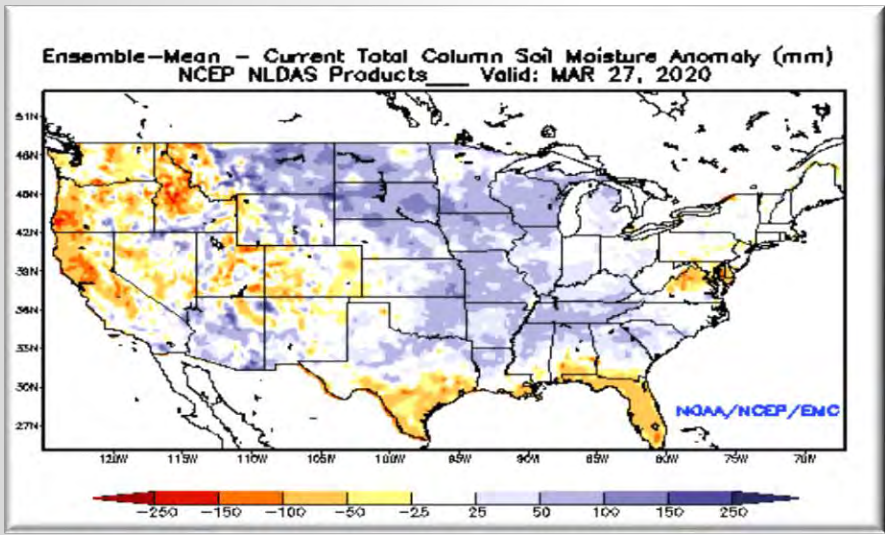 Ensemble-Mean - Current Total Column Soil Moisture Anomaly (mm)
NCEP NLDAS Products___ Valid: MAR 27, 2020
51N
48N
45N
42N
39N
36N
33N
30N
27N
NOAA/NCEP/EMC
120W 115W 110W 105W 100W 95W 90W 85W 80W 75W 70W
-250 -150 -100 -50 -25 25 50 100 150 250